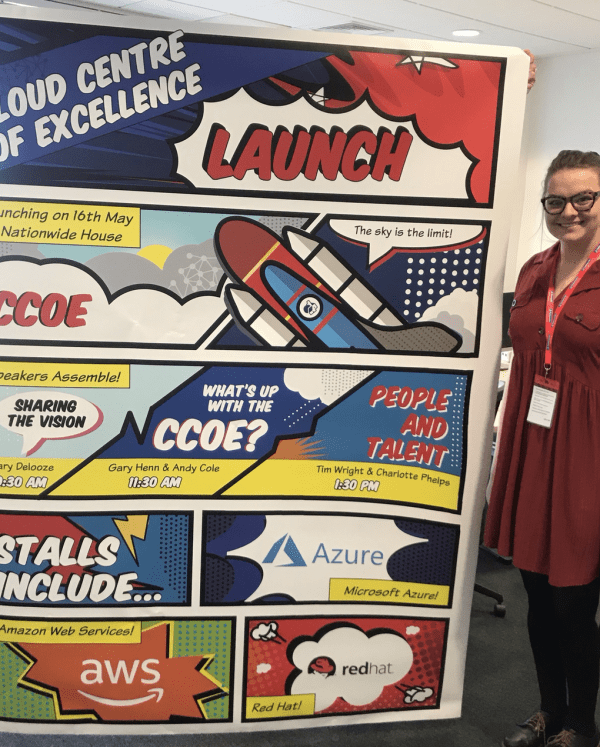 LOUD CENTRE
OF EXCELLENCE
LAUNCH
unching on 16th May
Nationwide House
The sky is the limit!
CCOE
peakers Assemble!
SHARING
THE VISION
ary Delooze
:30 AM
WHAT'S UP
WITH THE
CCOE?
Gary Henn & Andy Cole
11:30 AM
PEOPLE
AND
TALENT
Tim Wright & Charlotte Phelps
1:30 PM
STALLS
INCLUDE...
Azure
Microsoft Azure!
Amazon Web Services!
aws
redhat.
Red Hat!